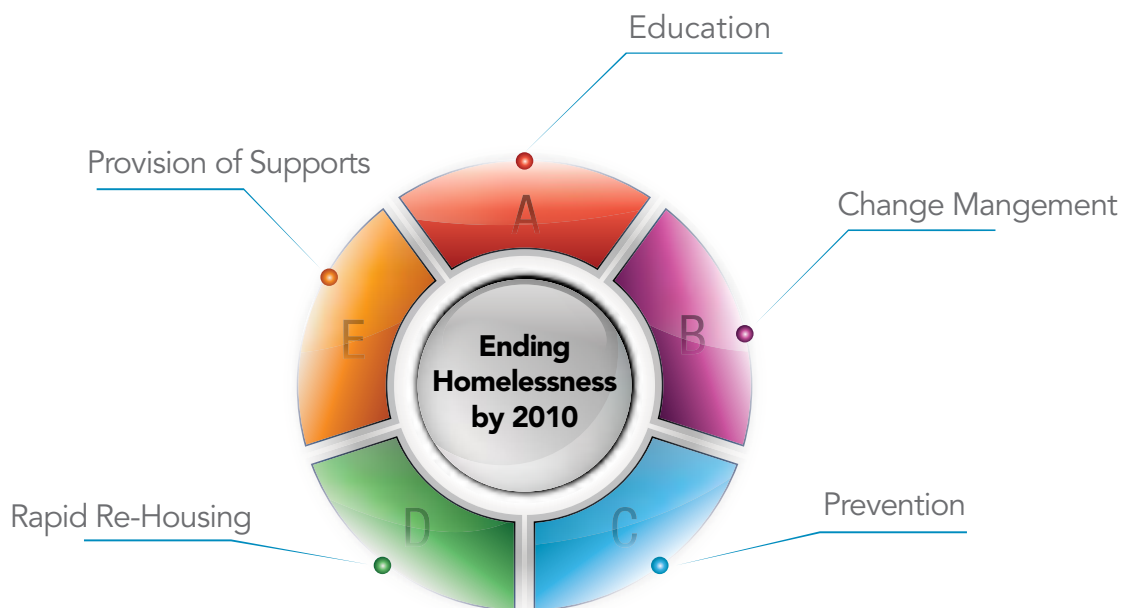 Education
Provision of Supports
Change Mangement
A
B
E
Ending
Homelessness
by 2010
Rapid Re-Housing
D
C
Prevention